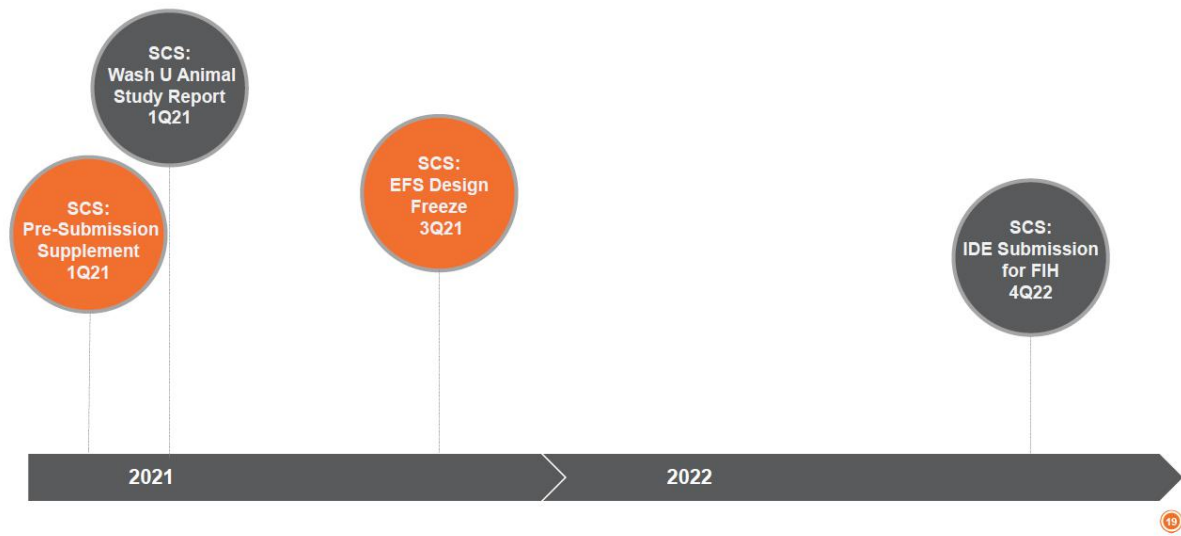 SCS:
Wash U Animal
Study Report
1Q21
SCS:
Pre-Submission
Supplement
1Q21
SCS:
EFS Design
Freeze
3Q21
SCS:
IDE Submission
for FIH
4Q22
2021
2022
19